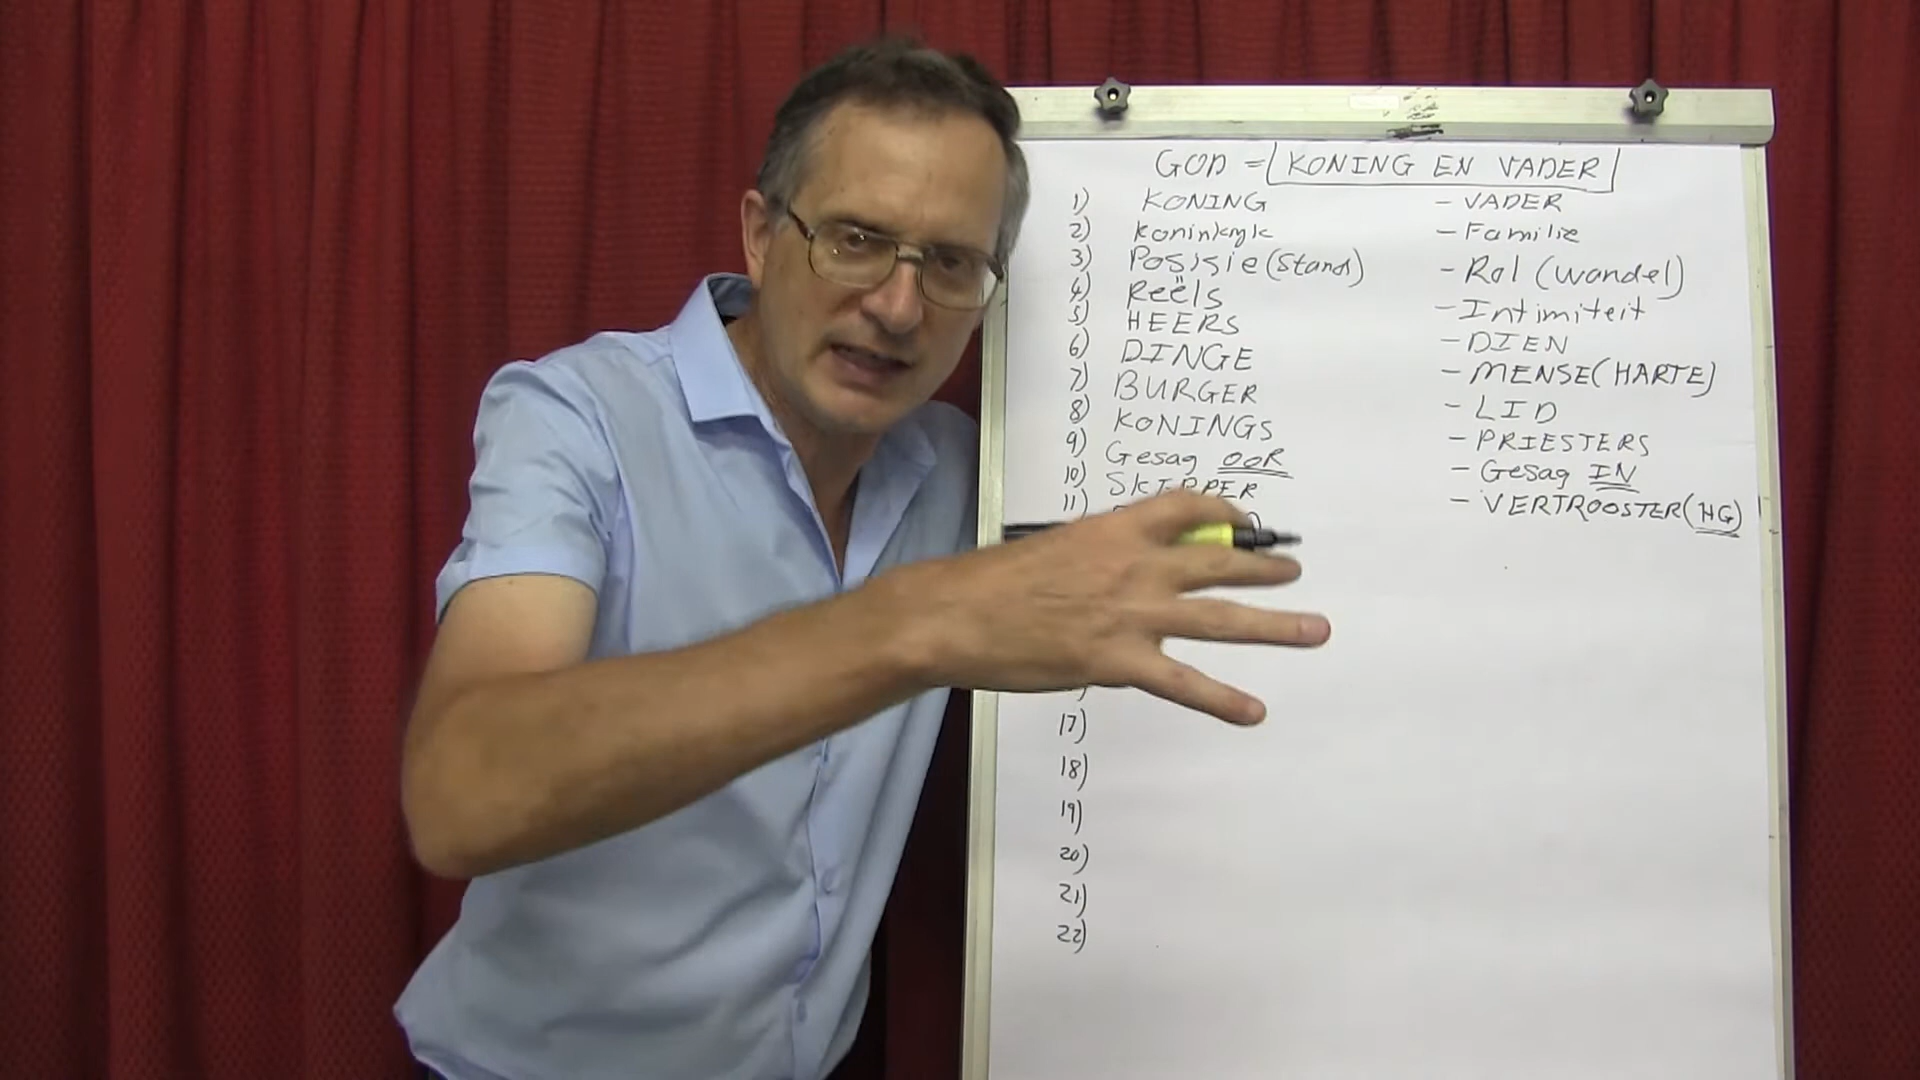 GOD = KONING EN VADER
1) KONING - VADER
2) Koninkryk - Familie
3) Posisie (Stand) - Rol (wandel)
4) Reëls - Intimiteit
5) HEERS - DIEN
6) DINGE - MENSE (HARTE)
7) BURGER - LID
8) KONINGS - PRIESTERS
9) Gesag OOR - Gesag IN
10) SKEPPER - VERTROOSTER (HG)
11)
17)
18)
19)
20)
21)
22)